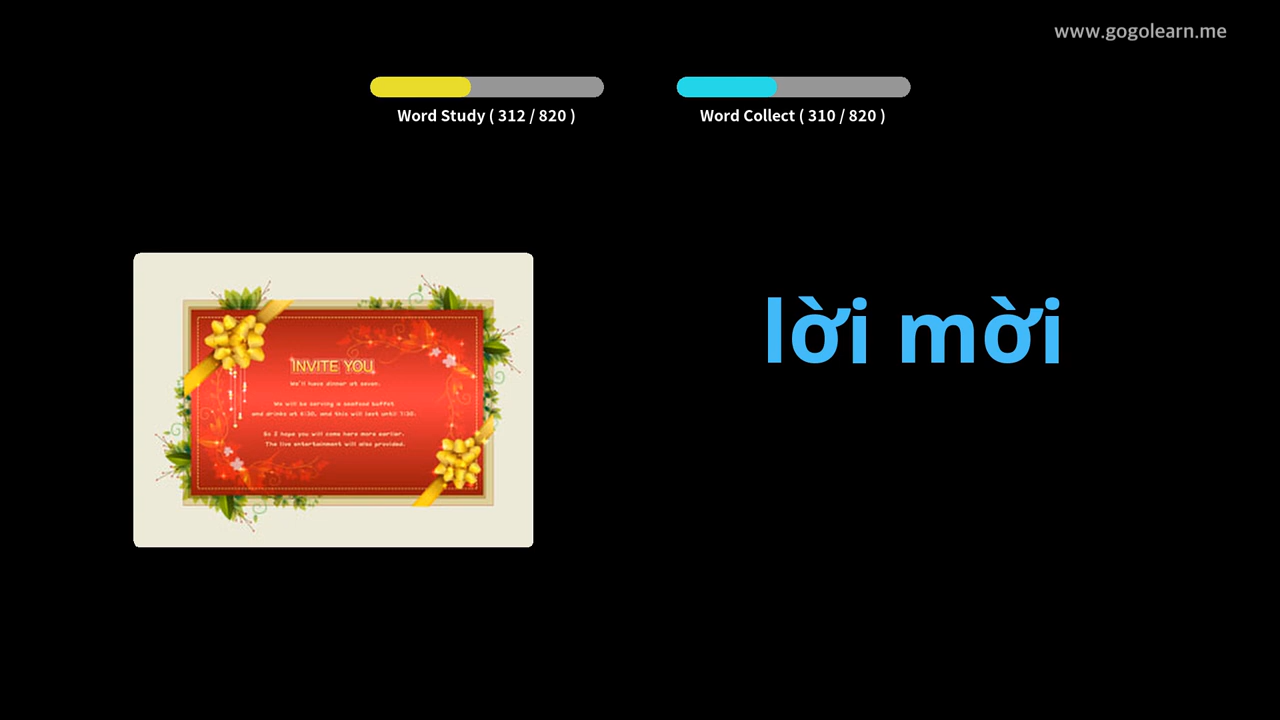 www.gogolearn.me
Word Study ( 312 / 820 )
Word Collect ( 310 / 820 )
INVITE YOU
We'll have dinner at seven.
We will be serving a seafood buffet
and drinks at 6:30, and this will last until 7:30.
So I hope you will come here more earlier.
The live entertainment will also provided.
lời mời